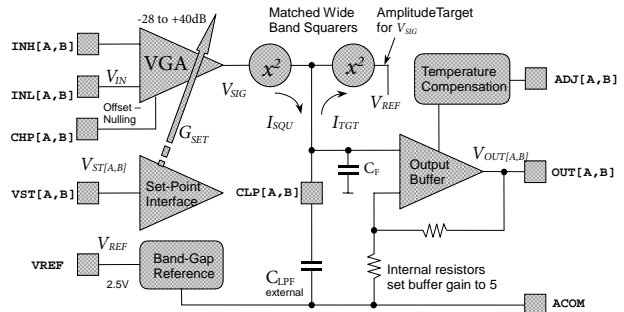 -28 to +40dB
Matched Wide
Band Squarers
Amplitude Target
for VSIG
INH[A,B]
VGA
x²
x²
VIN
INL[A,B]
VSIG
VREF
Temperature
Compensation
ADJ[A,B]
Offset –
Nulling
CHP[A,B]
GSET
ISQU
ITGT
VST[A,B]
VST[A,B]
Set-Point
Interface
CLP[A,B]
CF
Output
Buffer
VOUT[A,B]
OUT[A,B]
VREF
VREF
2.5V
Band-Gap
Reference
CLPF
external
Internal resistors
set buffer gain to 5
ACOM